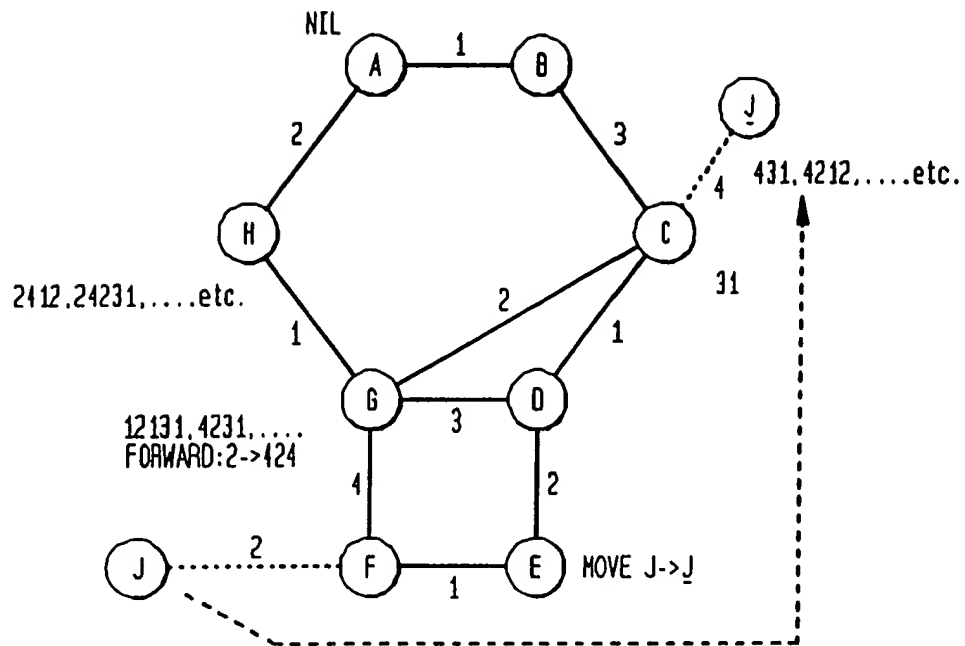 NIL
A
1
B
J
2
3
4
431,4212,....etc.
H
C
2412,24231,....etc.
31
2
1
1
G
3
D
12131,4231,....
FORWARD:2->424
4
2
J
2
F
1
E
MOVE J->J